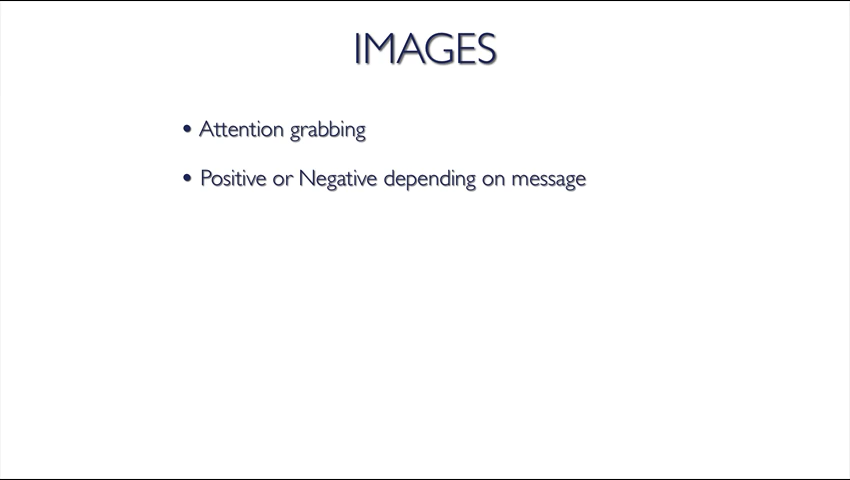 IMAGES
• Attention grabbing
• Positive or Negative depending on message